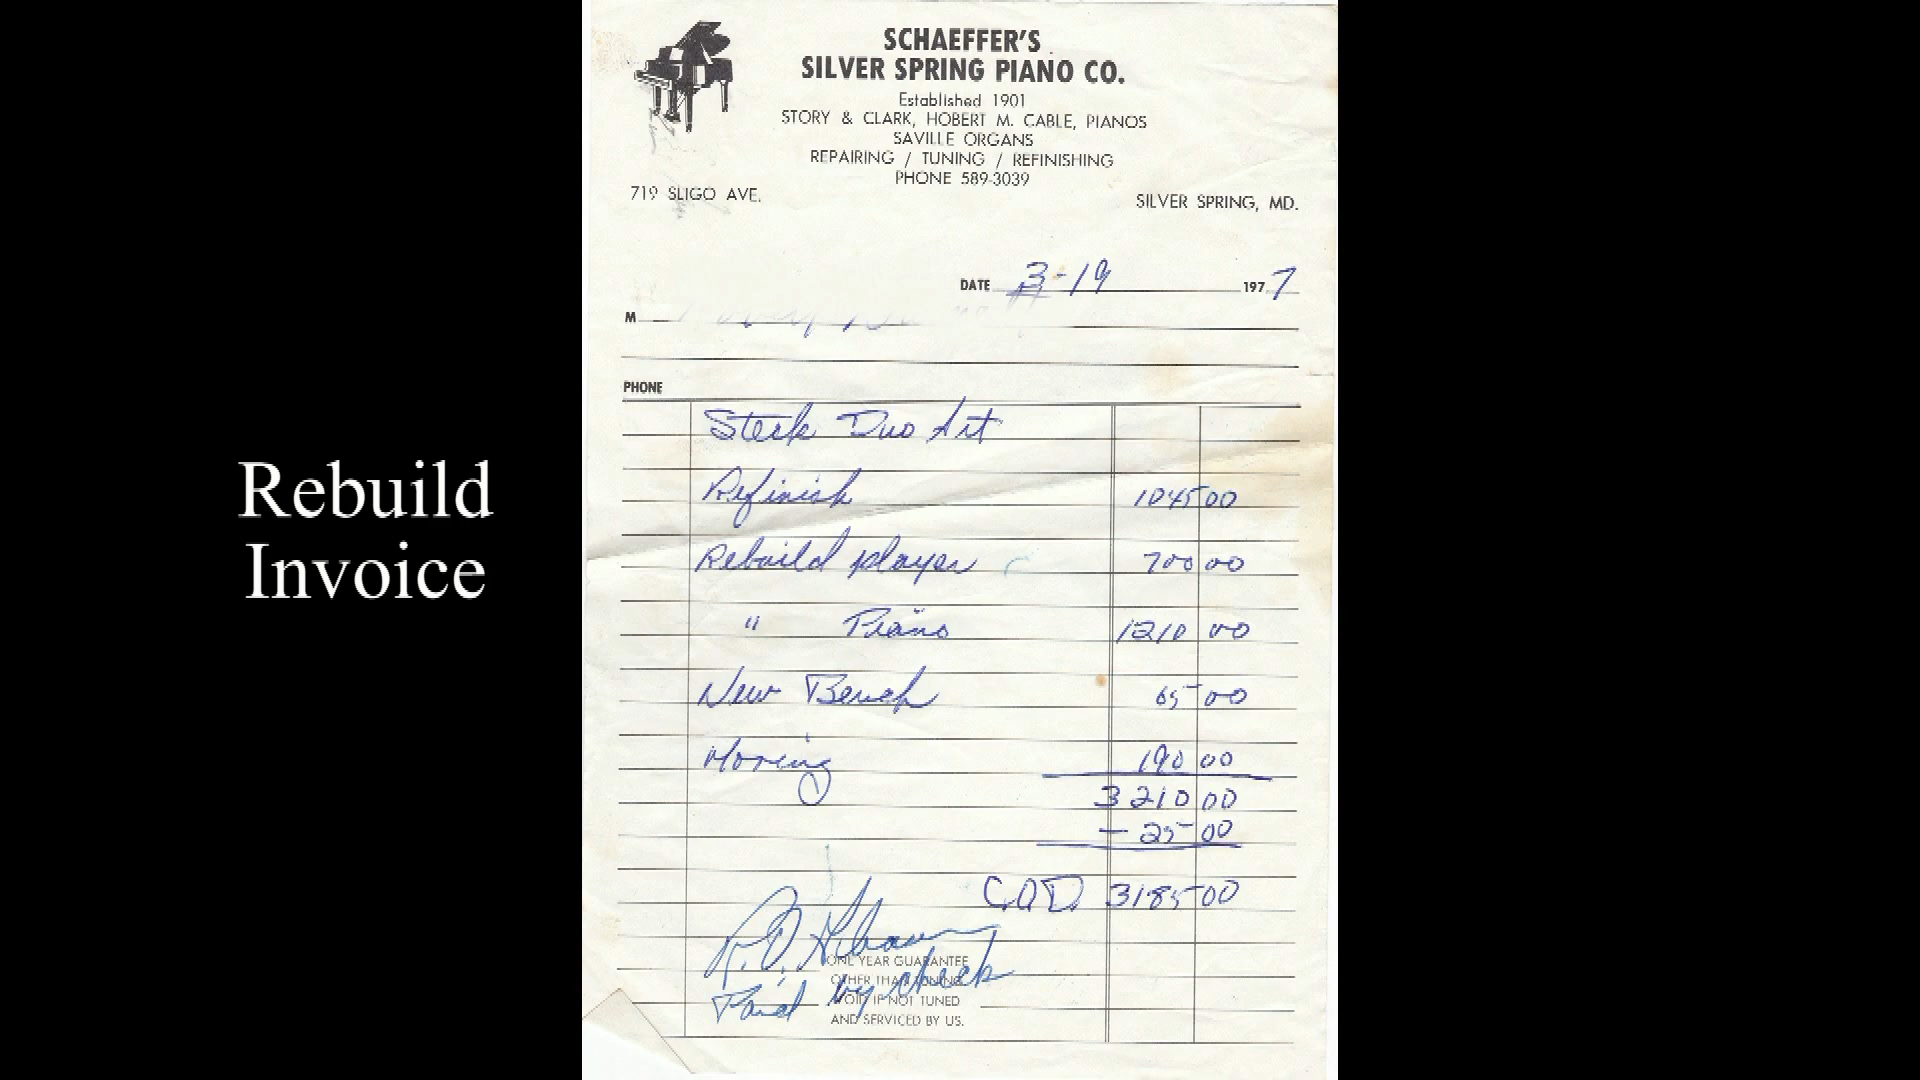 Rebuild
Invoice
SCHAEFFER'S
SILVER SPRING PIANO CO.
Established 1901
STORY & CLARK, HOBERT M. CABLE, PIANOS
SAVILLE ORGANS
REPAIRING / TUNING / REFINISHING
PHONE 589-3039
719 SLIGO AVE.
SILVER SPRING, MD.
DATE 3-19 1977
M
PHONE
Steck Duo Art
Refinish 1045 00
Rebuild player 700 00
" Piano 1210 00
New Bench 65 00
Moving 190 00
3210 00
- 25 00
C.O.D. 3185 00
R.D.
ONE YEAR GUARANTEE
OTHER THAN TUNING
Paid by check
VOID IF NOT TUNED
AND SERVICED BY US.